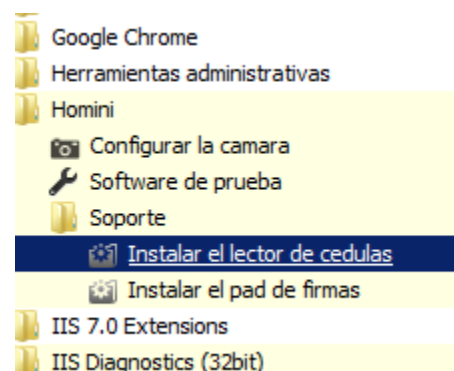 Google Chrome
Herramientas administrativas
Homini
Configurar la camara
Software de prueba
Soporte
Instalar el lector de cedulas
Instalar el pad de firmas
IIS 7.0 Extensions
IIS Diagnostics (32bit)